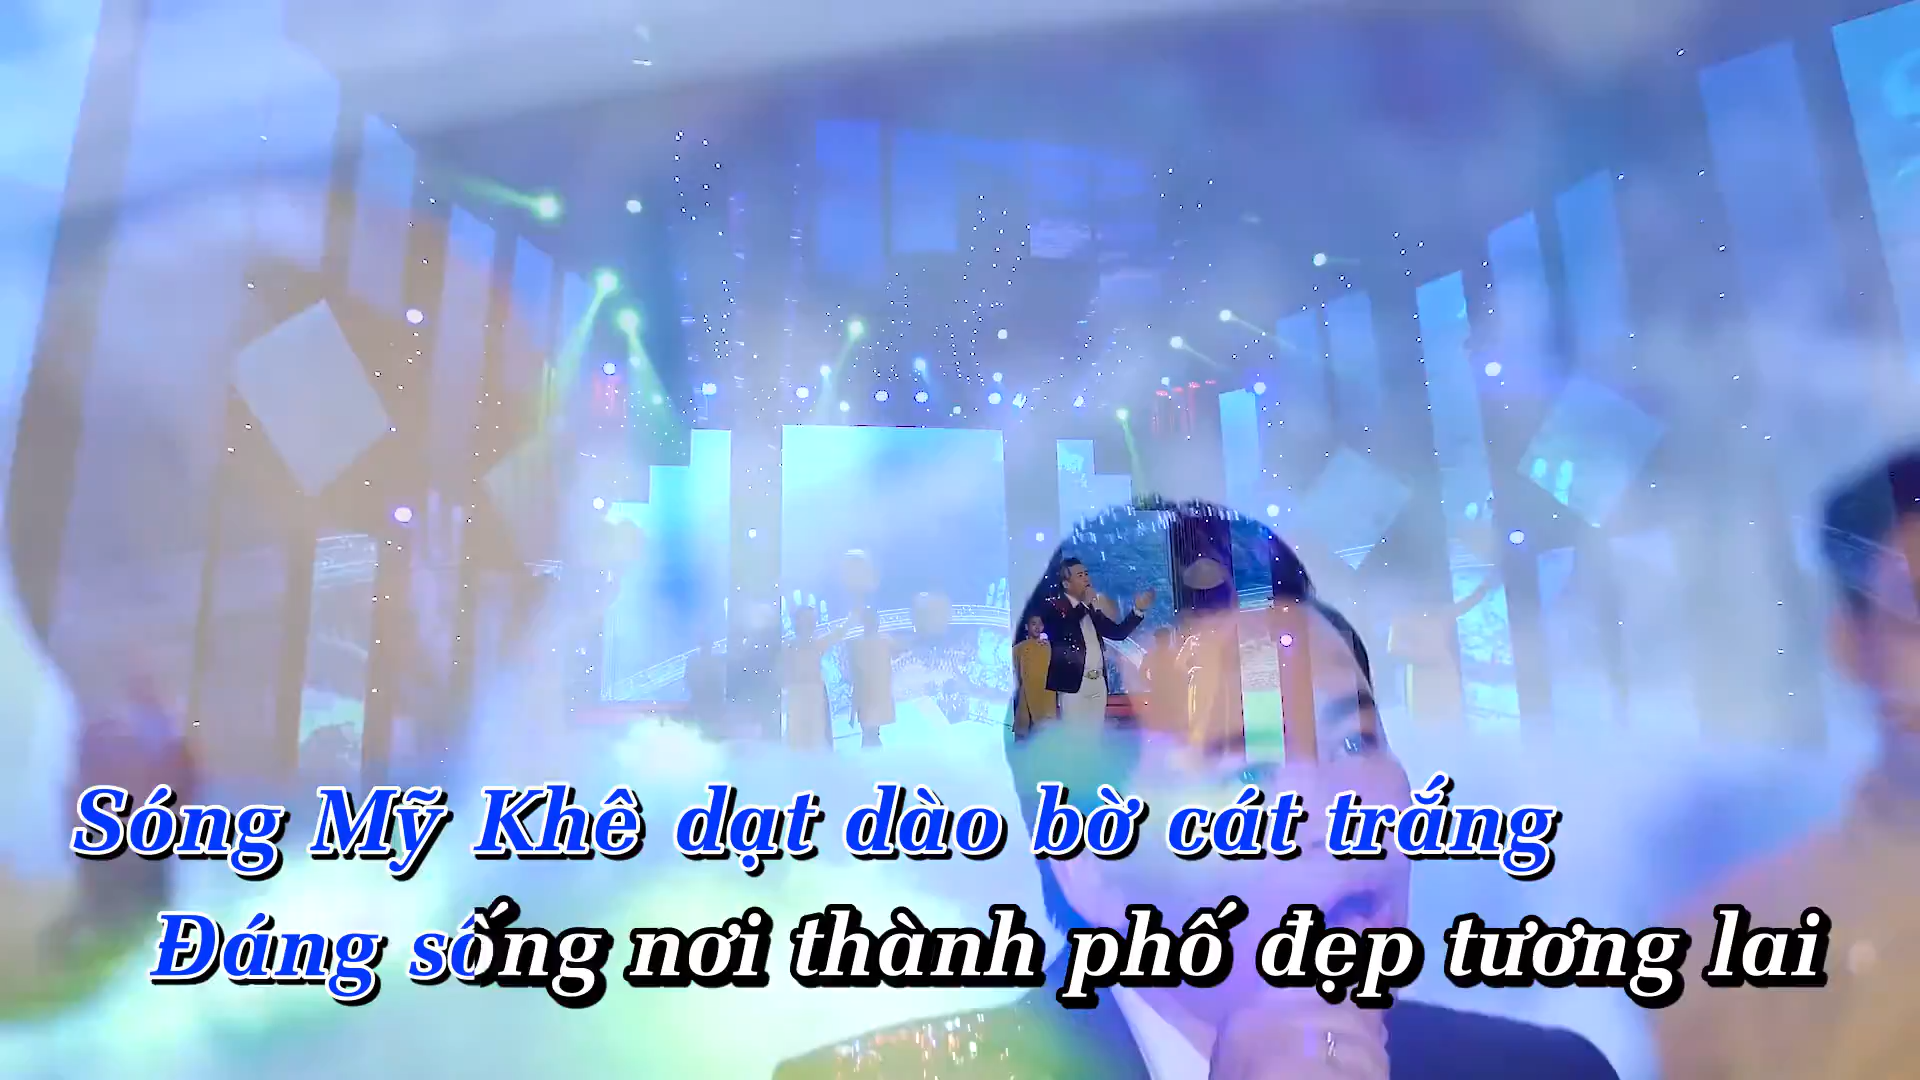 Sóng Mỹ Khê dạt dào bờ cát trắng
Đáng sống nơi thành phố đẹp tương lai